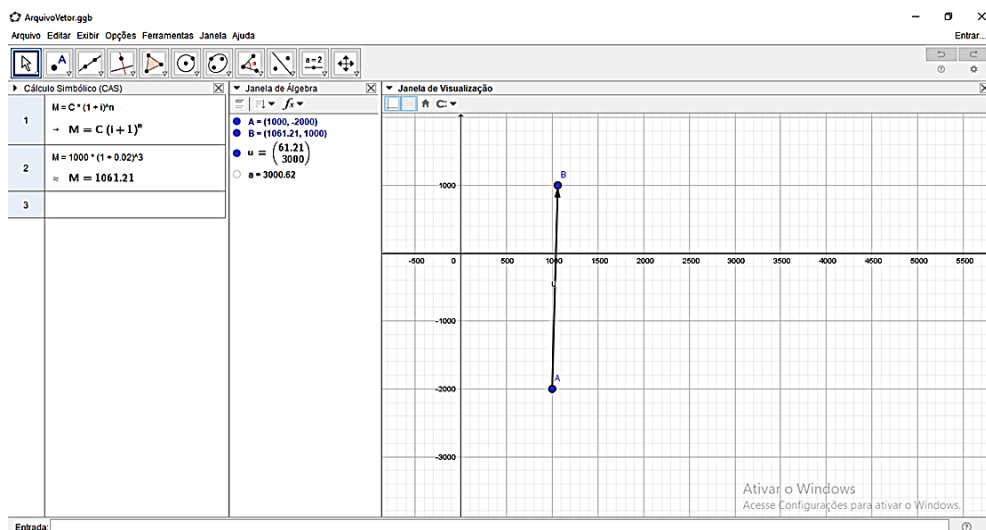 ArquivoVetor.ggb
Arquivo Editar Exibir Opções Ferramentas Janela Ajuda
Entrar...
A
a=2
Cálculo Simbólico (CAS)
1
M = C * (1 + i)^n
→ M = C (i + 1)ⁿ
2
M = 1000 * (1 + 0.02)^3
≈ M = 1061.21
3
Janela de Álgebra
fx
A = (1000, -2000)
B = (1061.21, 1000)
u = (61.21
3000)
a = 3000.62
Janela de Visualização
B
1000
-500 0 500 1000 1500 2000 2500 3000 3500 4000 4500 5000 5500
u
-1000
A
-2000
-3000
Ativar o Windows
Acesse Configurações para ativar o Windows.
Entrada: